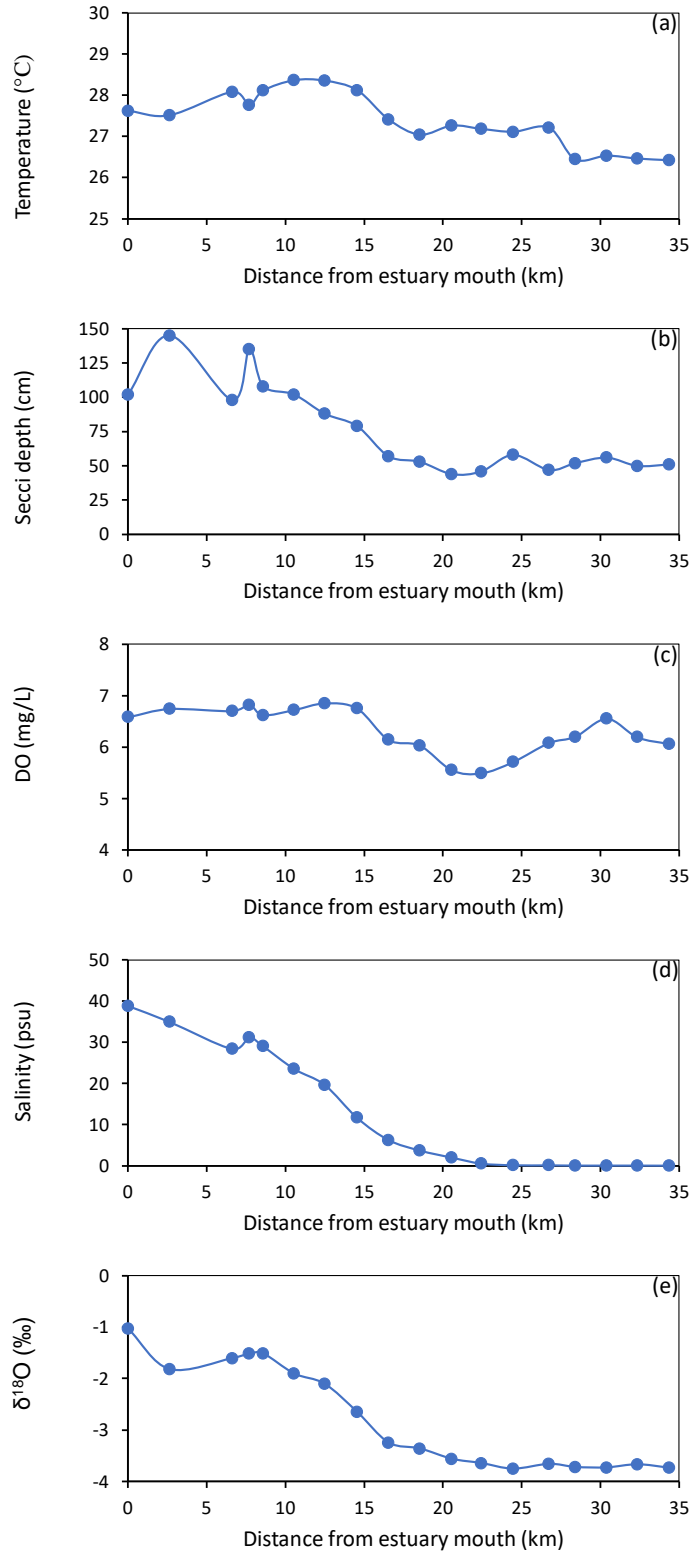 (a)
Temperature (°C)
30
29
28
27
26
25
0 5 10 15 20 25 30 35
Distance from estuary mouth (km)
(b)
Secci depth (cm)
150
125
100
75
50
25
0
0 5 10 15 20 25 30 35
Distance from estuary mouth (km)
(c)
DO (mg/L)
8
7
6
5
4
0 5 10 15 20 25 30 35
Distance from estuary mouth (km)
(d)
Salinity (psu)
50
40
30
20
10
0
0 5 10 15 20 25 30 35
Distance from estuary mouth (km)
(e)
δ¹⁸O (‰)
0
-1
-2
-3
-4
0 5 10 15 20 25 30 35
Distance from estuary mouth (km)